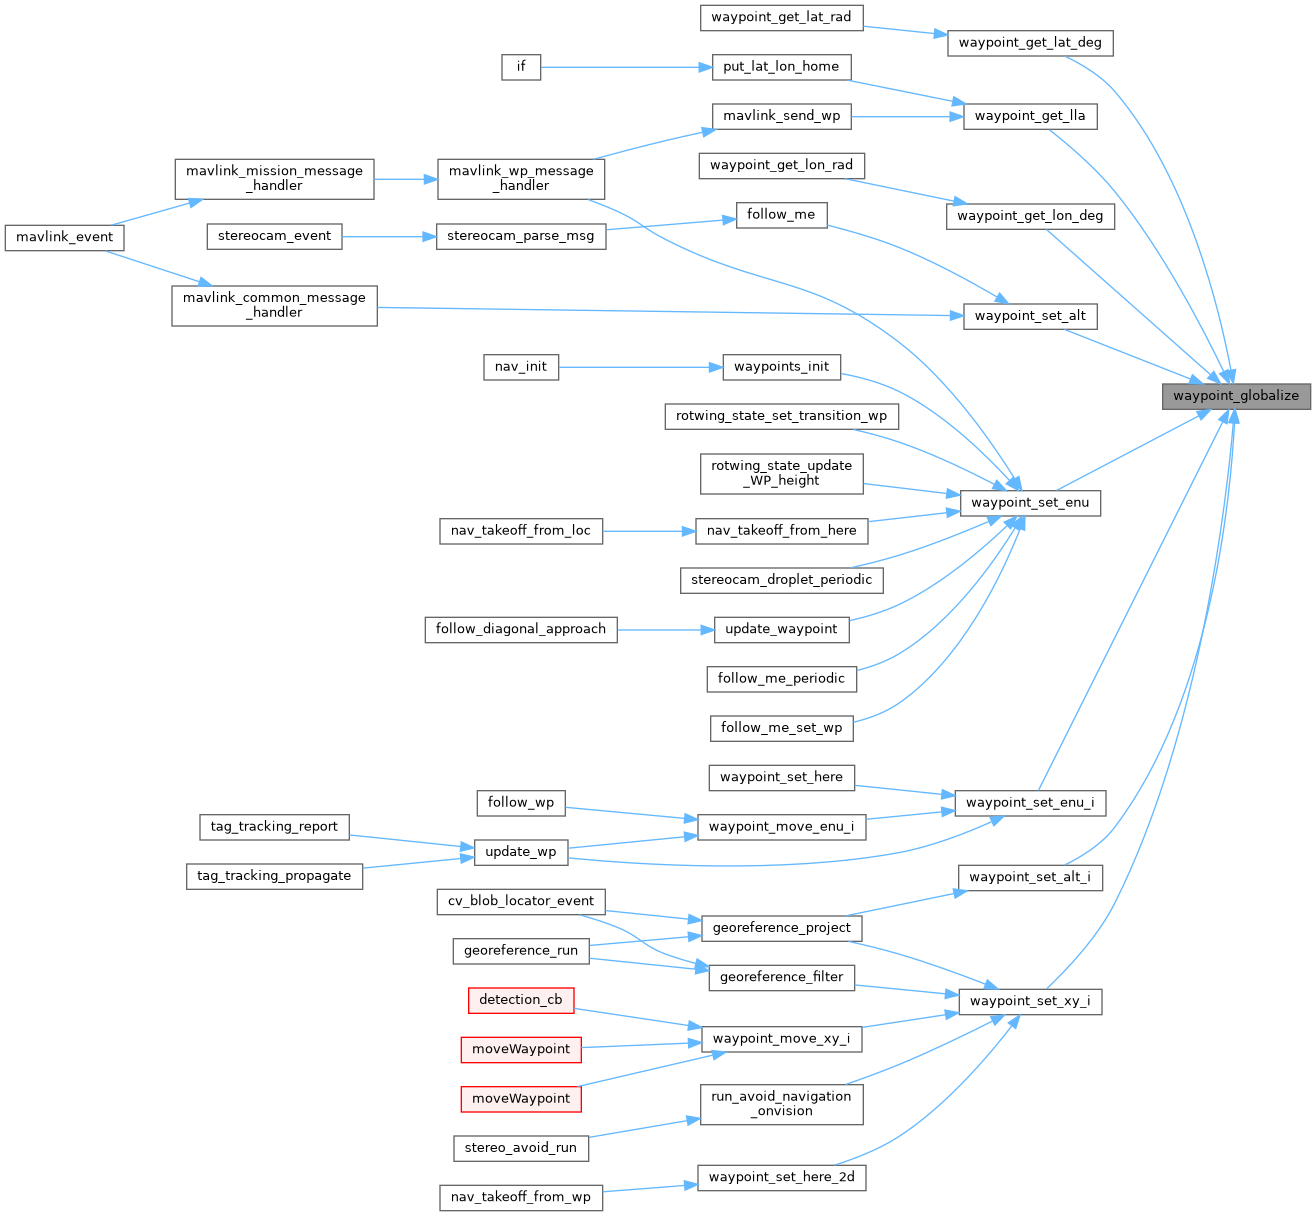 waypoint_get_lat_rad
waypoint_get_lat_deg
if
put_lat_lon_home
mavlink_send_wp
waypoint_get_lla
mavlink_mission_message
_handler
mavlink_wp_message
_handler
waypoint_get_lon_rad
waypoint_get_lon_deg
mavlink_event
stereocam_event
stereocam_parse_msg
follow_me
mavlink_common_message
_handler
waypoint_set_alt
nav_init
waypoints_init
waypoint_globalize
rotwing_state_set_transition_wp
rotwing_state_update
_WP_height
waypoint_set_enu
nav_takeoff_from_loc
nav_takeoff_from_here
stereocam_droplet_periodic
follow_diagonal_approach
update_waypoint
follow_me_periodic
follow_me_set_wp
waypoint_set_here
follow_wp
waypoint_set_enu_i
tag_tracking_report
waypoint_move_enu_i
update_wp
tag_tracking_propagate
waypoint_set_alt_i
cv_blob_locator_event
georeference_project
georeference_run
georeference_filter
detection_cb
waypoint_set_xy_i
moveWaypoint
waypoint_move_xy_i
moveWaypoint
run_avoid_navigation
_onvision
stereo_avoid_run
waypoint_set_here_2d
nav_takeoff_from_wp